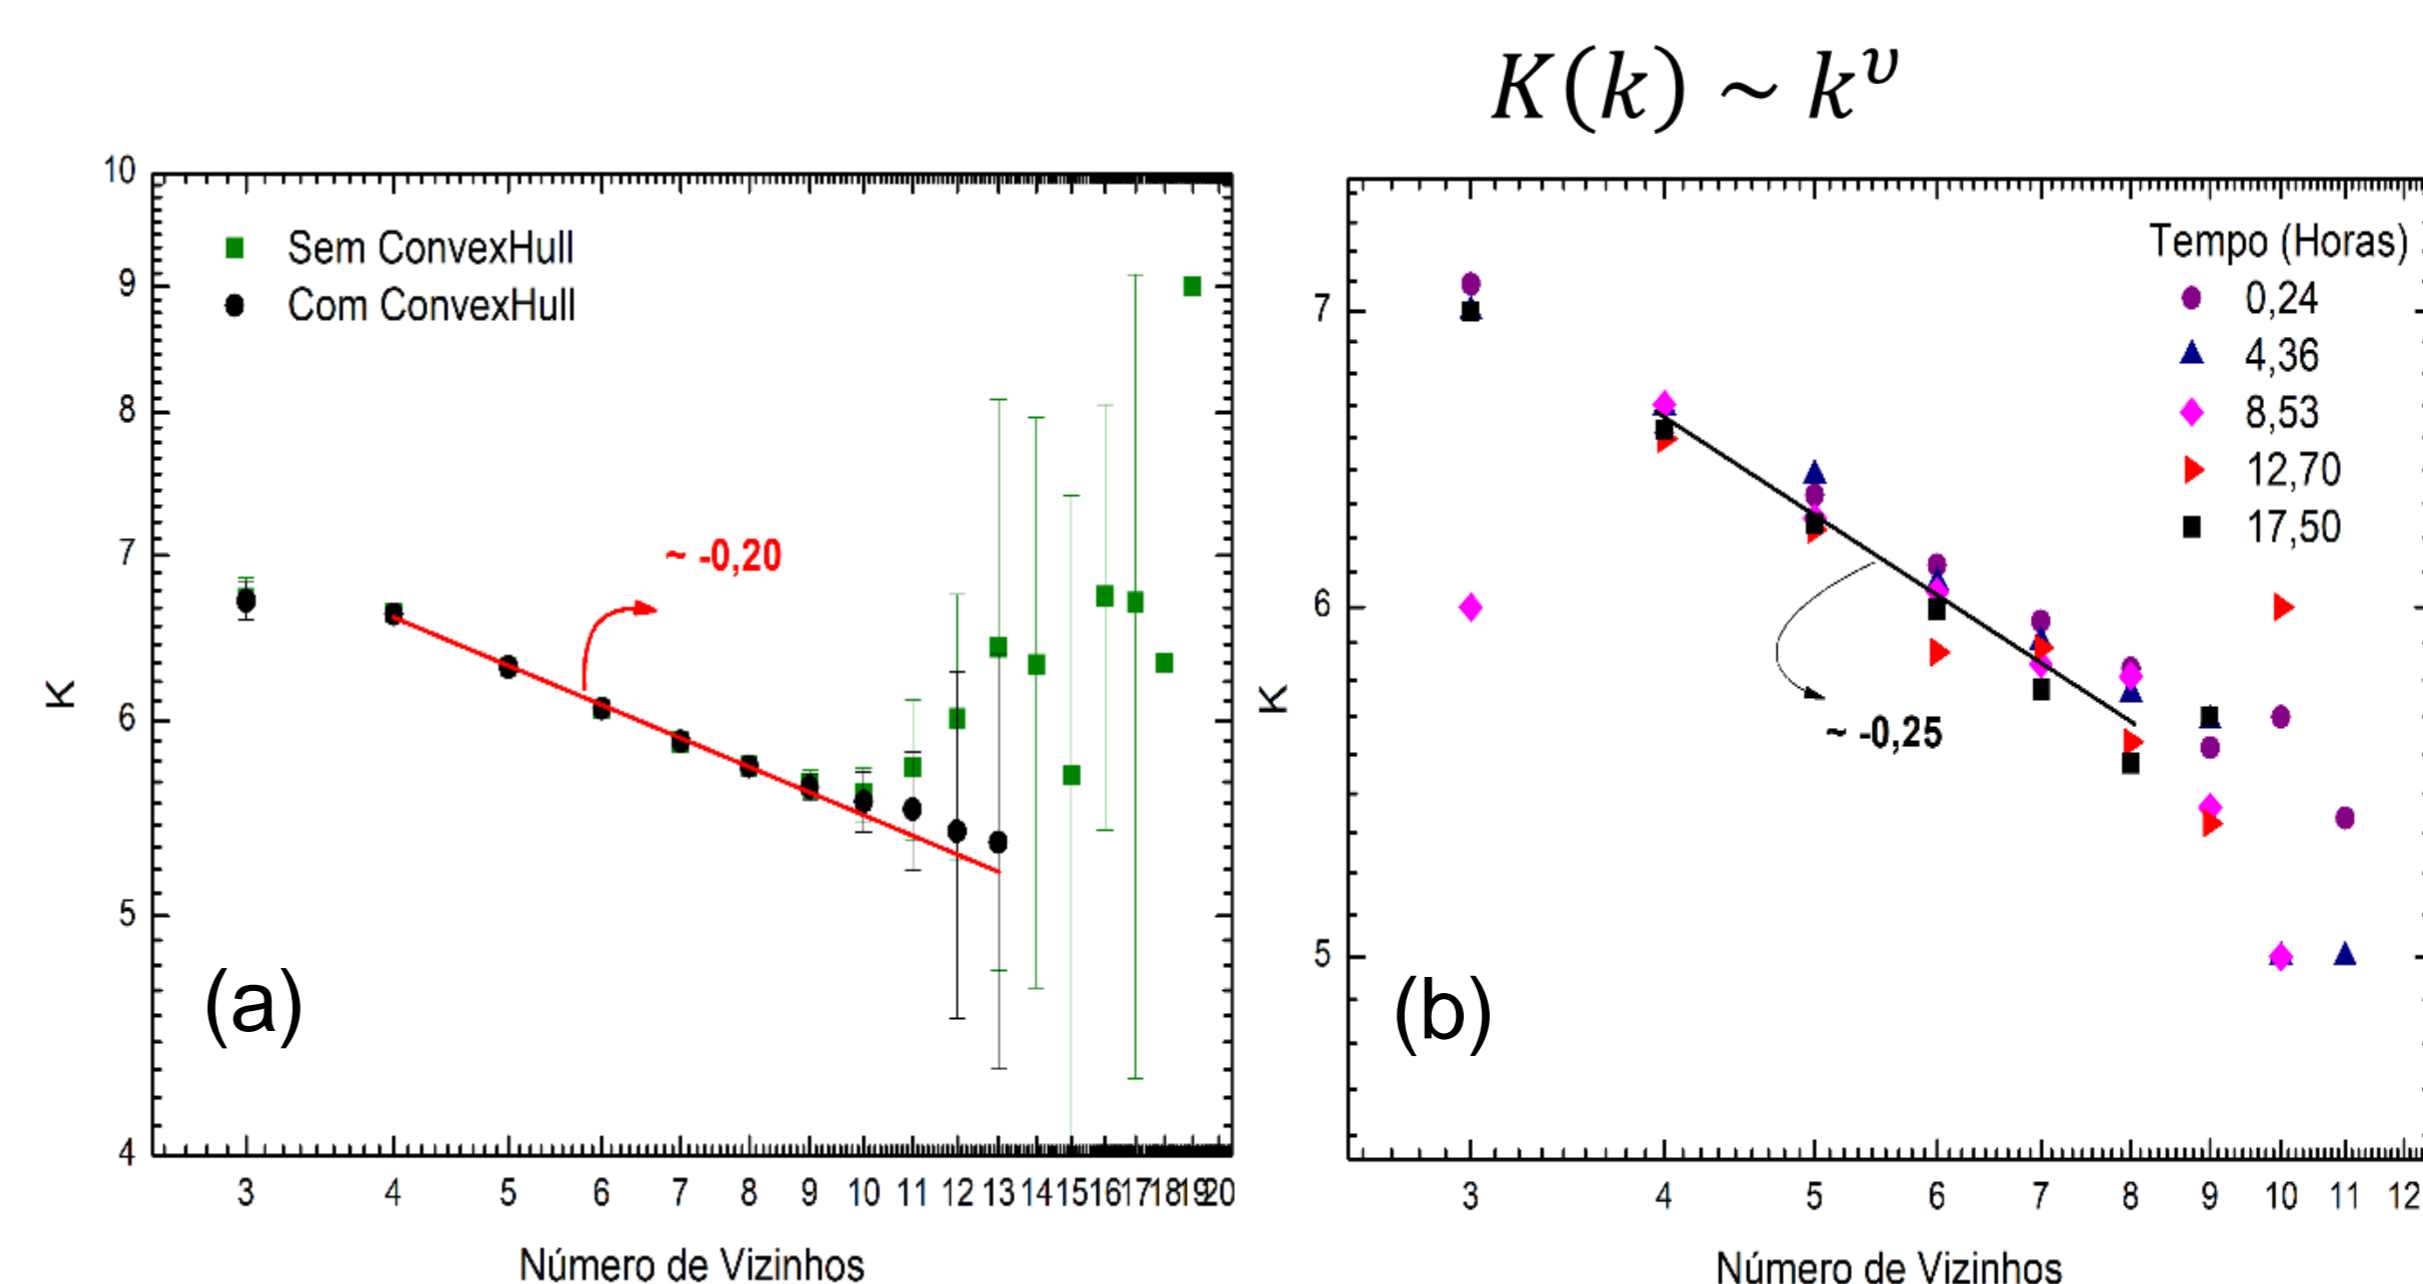 K(k) ~ k^υ
10
9
8
7
6
5
4
K
Sem ConvexHull
Com ConvexHull
~ -0,20
(a)
3 4 5 6 7 8 9 10 11 12 13 14 15 16 17 18 19 20
Número de Vizinhos
7
6
5
K
Tempo (Horas)
0,24
4,36
8,53
12,70
17,50
~ -0,25
(b)
3 4 5 6 7 8 9 10 11 12
Número de Vizinhos